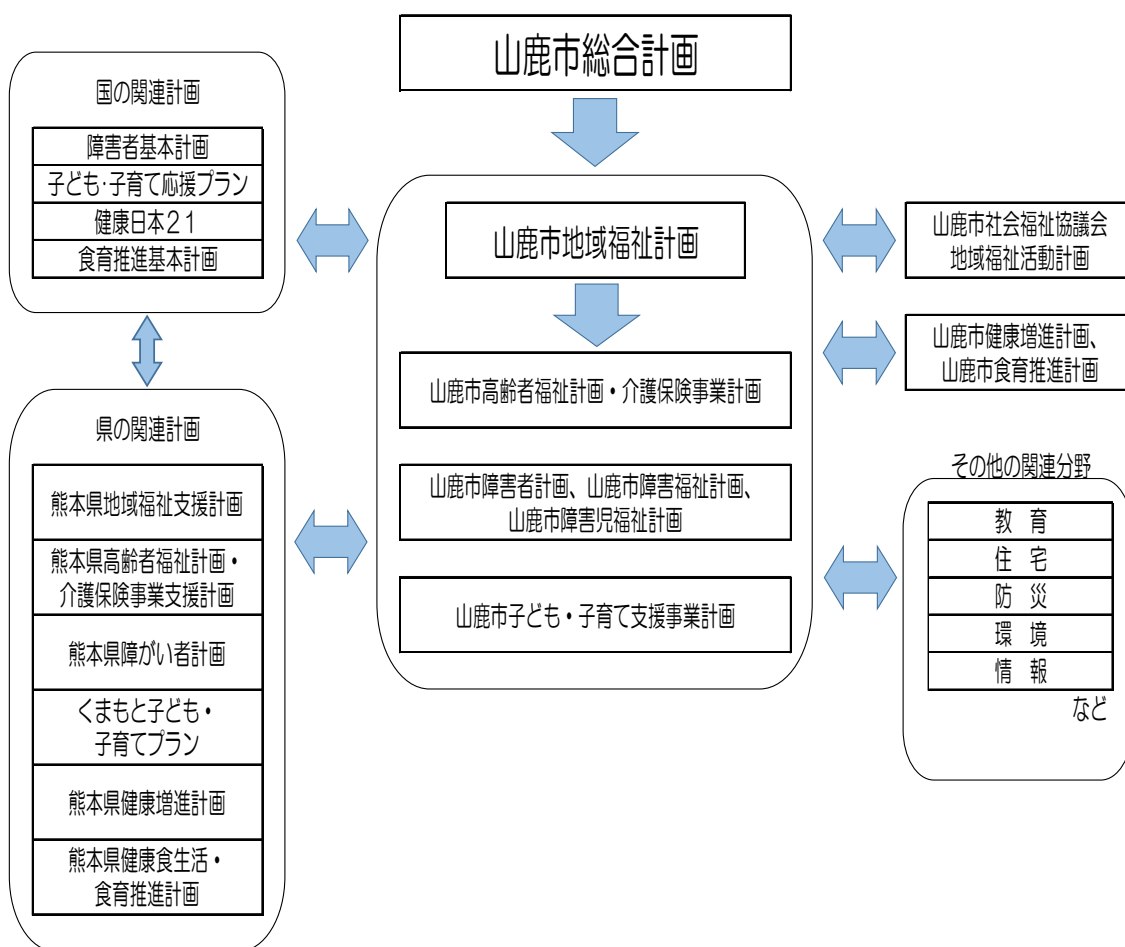 山鹿市総合計画
国の関連計画
障害者基本計画
子ども・子育て応援プラン
健康日本21
食育推進基本計画
県の関連計画
熊本県地域福祉支援計画
熊本県高齢者福祉計画・
介護保険事業支援計画
熊本県障がい者計画
くまもと子ども・
子育てプラン
熊本県健康増進計画
熊本県健康食生活・
食育推進計画
山鹿市地域福祉計画
山鹿市高齢者福祉計画・介護保険事業計画
山鹿市障害者計画、山鹿市障害福祉計画、
山鹿市障害児福祉計画
山鹿市子ども・子育て支援事業計画
山鹿市社会福祉協議会
地域福祉活動計画
山鹿市健康増進計画、
山鹿市食育推進計画
その他の関連分野
教 育
住 宅
防 災
環 境
情 報
など